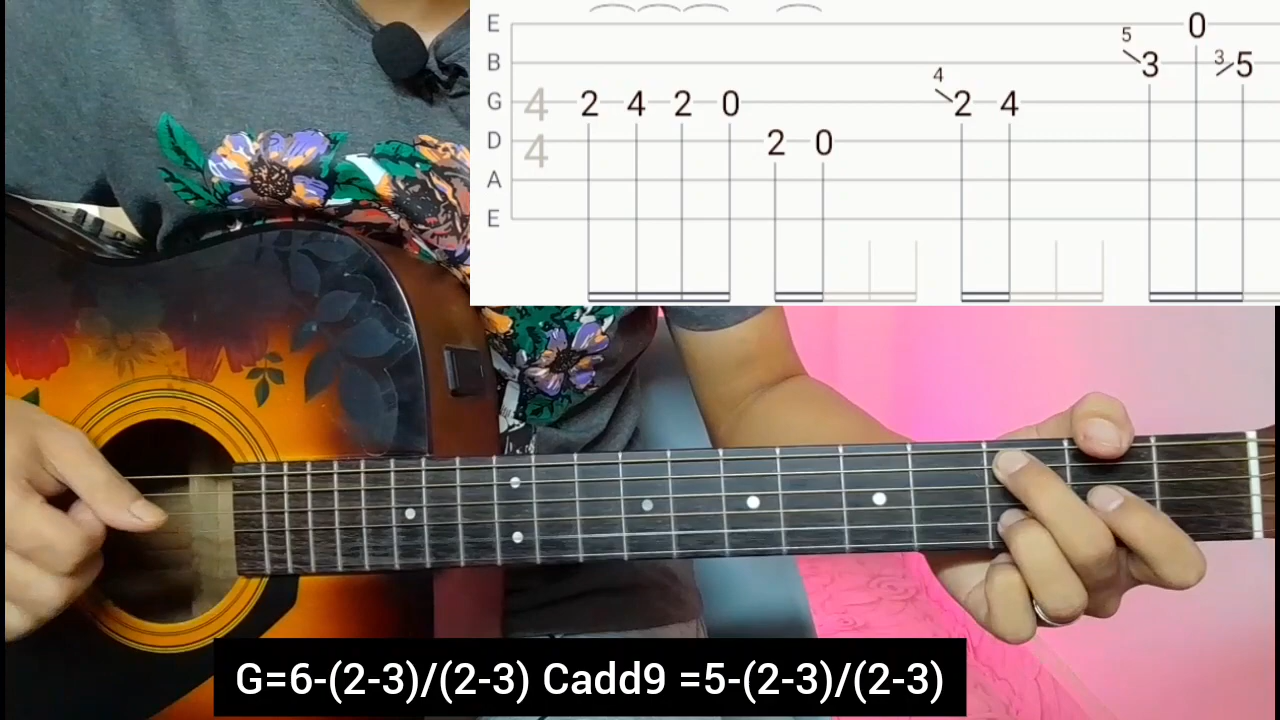 E 0
5
B 3 3 5
4
G 4 2 4 2 0 2 4
D 4 2 0
A
E
G=6-(2-3)/(2-3) Cadd9 =5-(2-3)/(2-3)